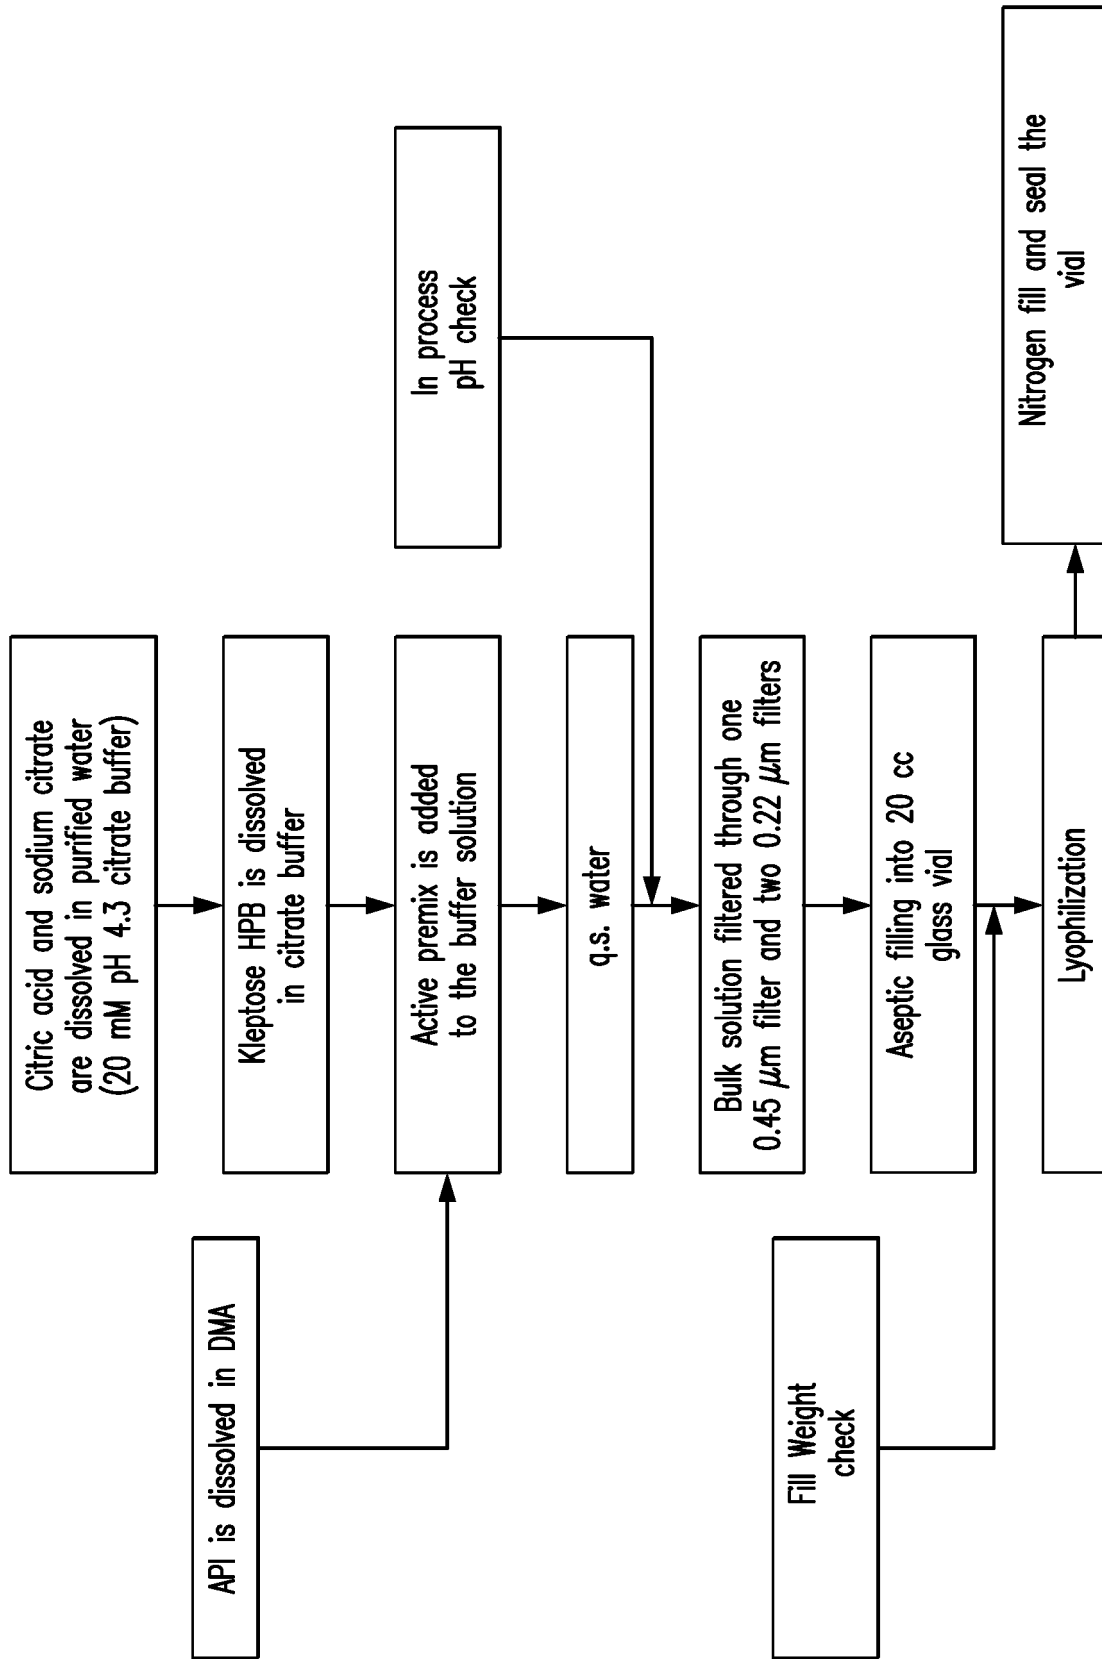 Citric acid and sodium citrate
are dissolved in purified water
(20 mM pH 4.3 citrate buffer)
API is dissolved in DMA
Kleptose HPB is dissolved
in citrate buffer
Active premix is added
to the buffer solution
In process
pH check
q.s. water
Bulk solution filtered through one
0.45 μm filter and two 0.22 μm filters
Fill Weight
check
Aseptic filling into 20 cc
glass vial
Lyophilization
Nitrogen fill and seal the
vial